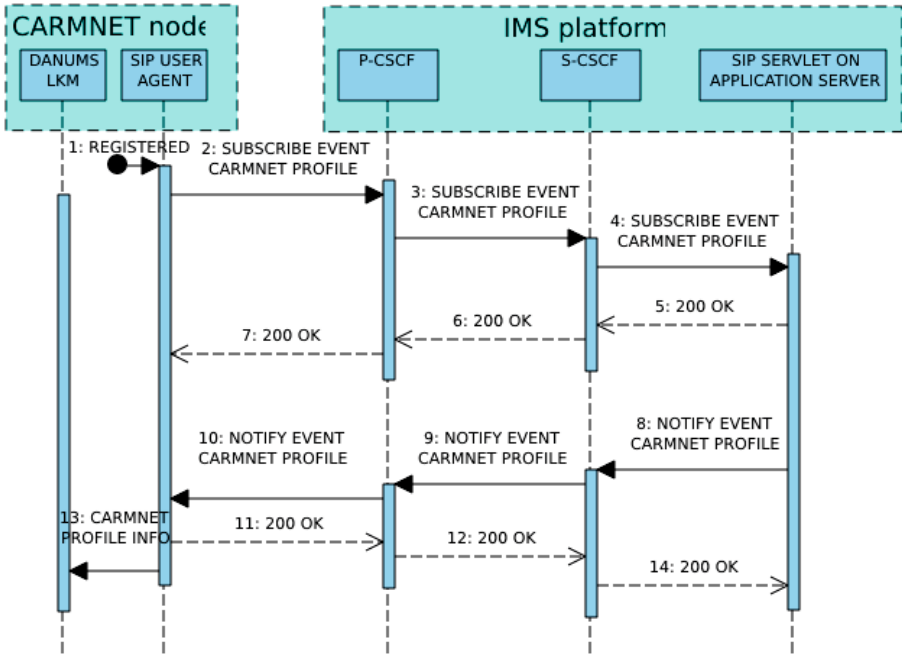 CARMNET node
IMS platform
DANUMS
LKM
SIP USER
AGENT
P-CSCF
S-CSCF
SIP SERVLET ON
APPLICATION SERVER
1: REGISTERED
2: SUBSCRIBE EVENT
CARMNET PROFILE
3: SUBSCRIBE EVENT
CARMNET PROFILE
4: SUBSCRIBE EVENT
CARMNET PROFILE
5: 200 OK
6: 200 OK
7: 200 OK
8: NOTIFY EVENT
CARMNET PROFILE
9: NOTIFY EVENT
CARMNET PROFILE
10: NOTIFY EVENT
CARMNET PROFILE
11: 200 OK
12: 200 OK
13: CARMNET
PROFILE INFO
14: 200 OK